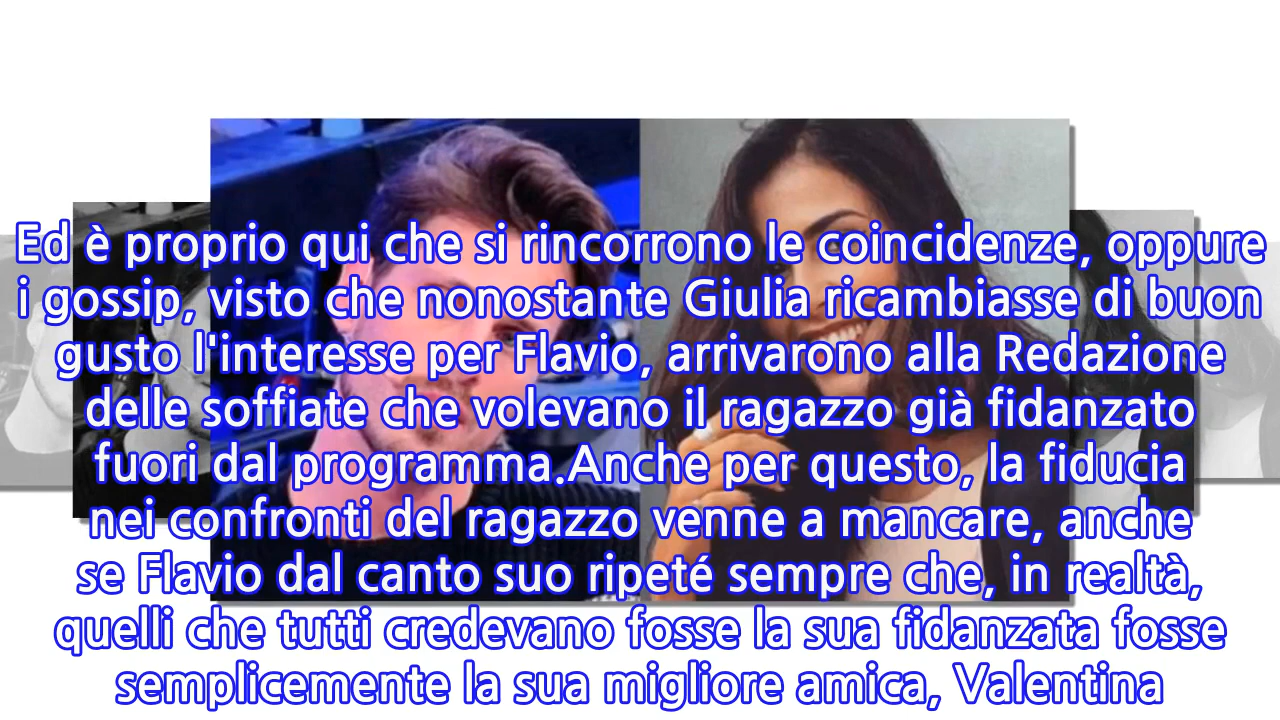 Ed è proprio qui che si rincorrono le coincidenze, oppure
i gossip, visto che nonostante Giulia ricambiasse di buon
gusto l'interesse per Flavio, arrivarono alla Redazione
delle soffiate che volevano il ragazzo già fidanzato
fuori dal programma.Anche per questo, la fiducia
nei confronti del ragazzo venne a mancare, anche
se Flavio dal canto suo ripeté sempre che, in realtà,
quelli che tutti credevano fosse la sua fidanzata fosse
semplicemente la sua migliore amica, Valentina